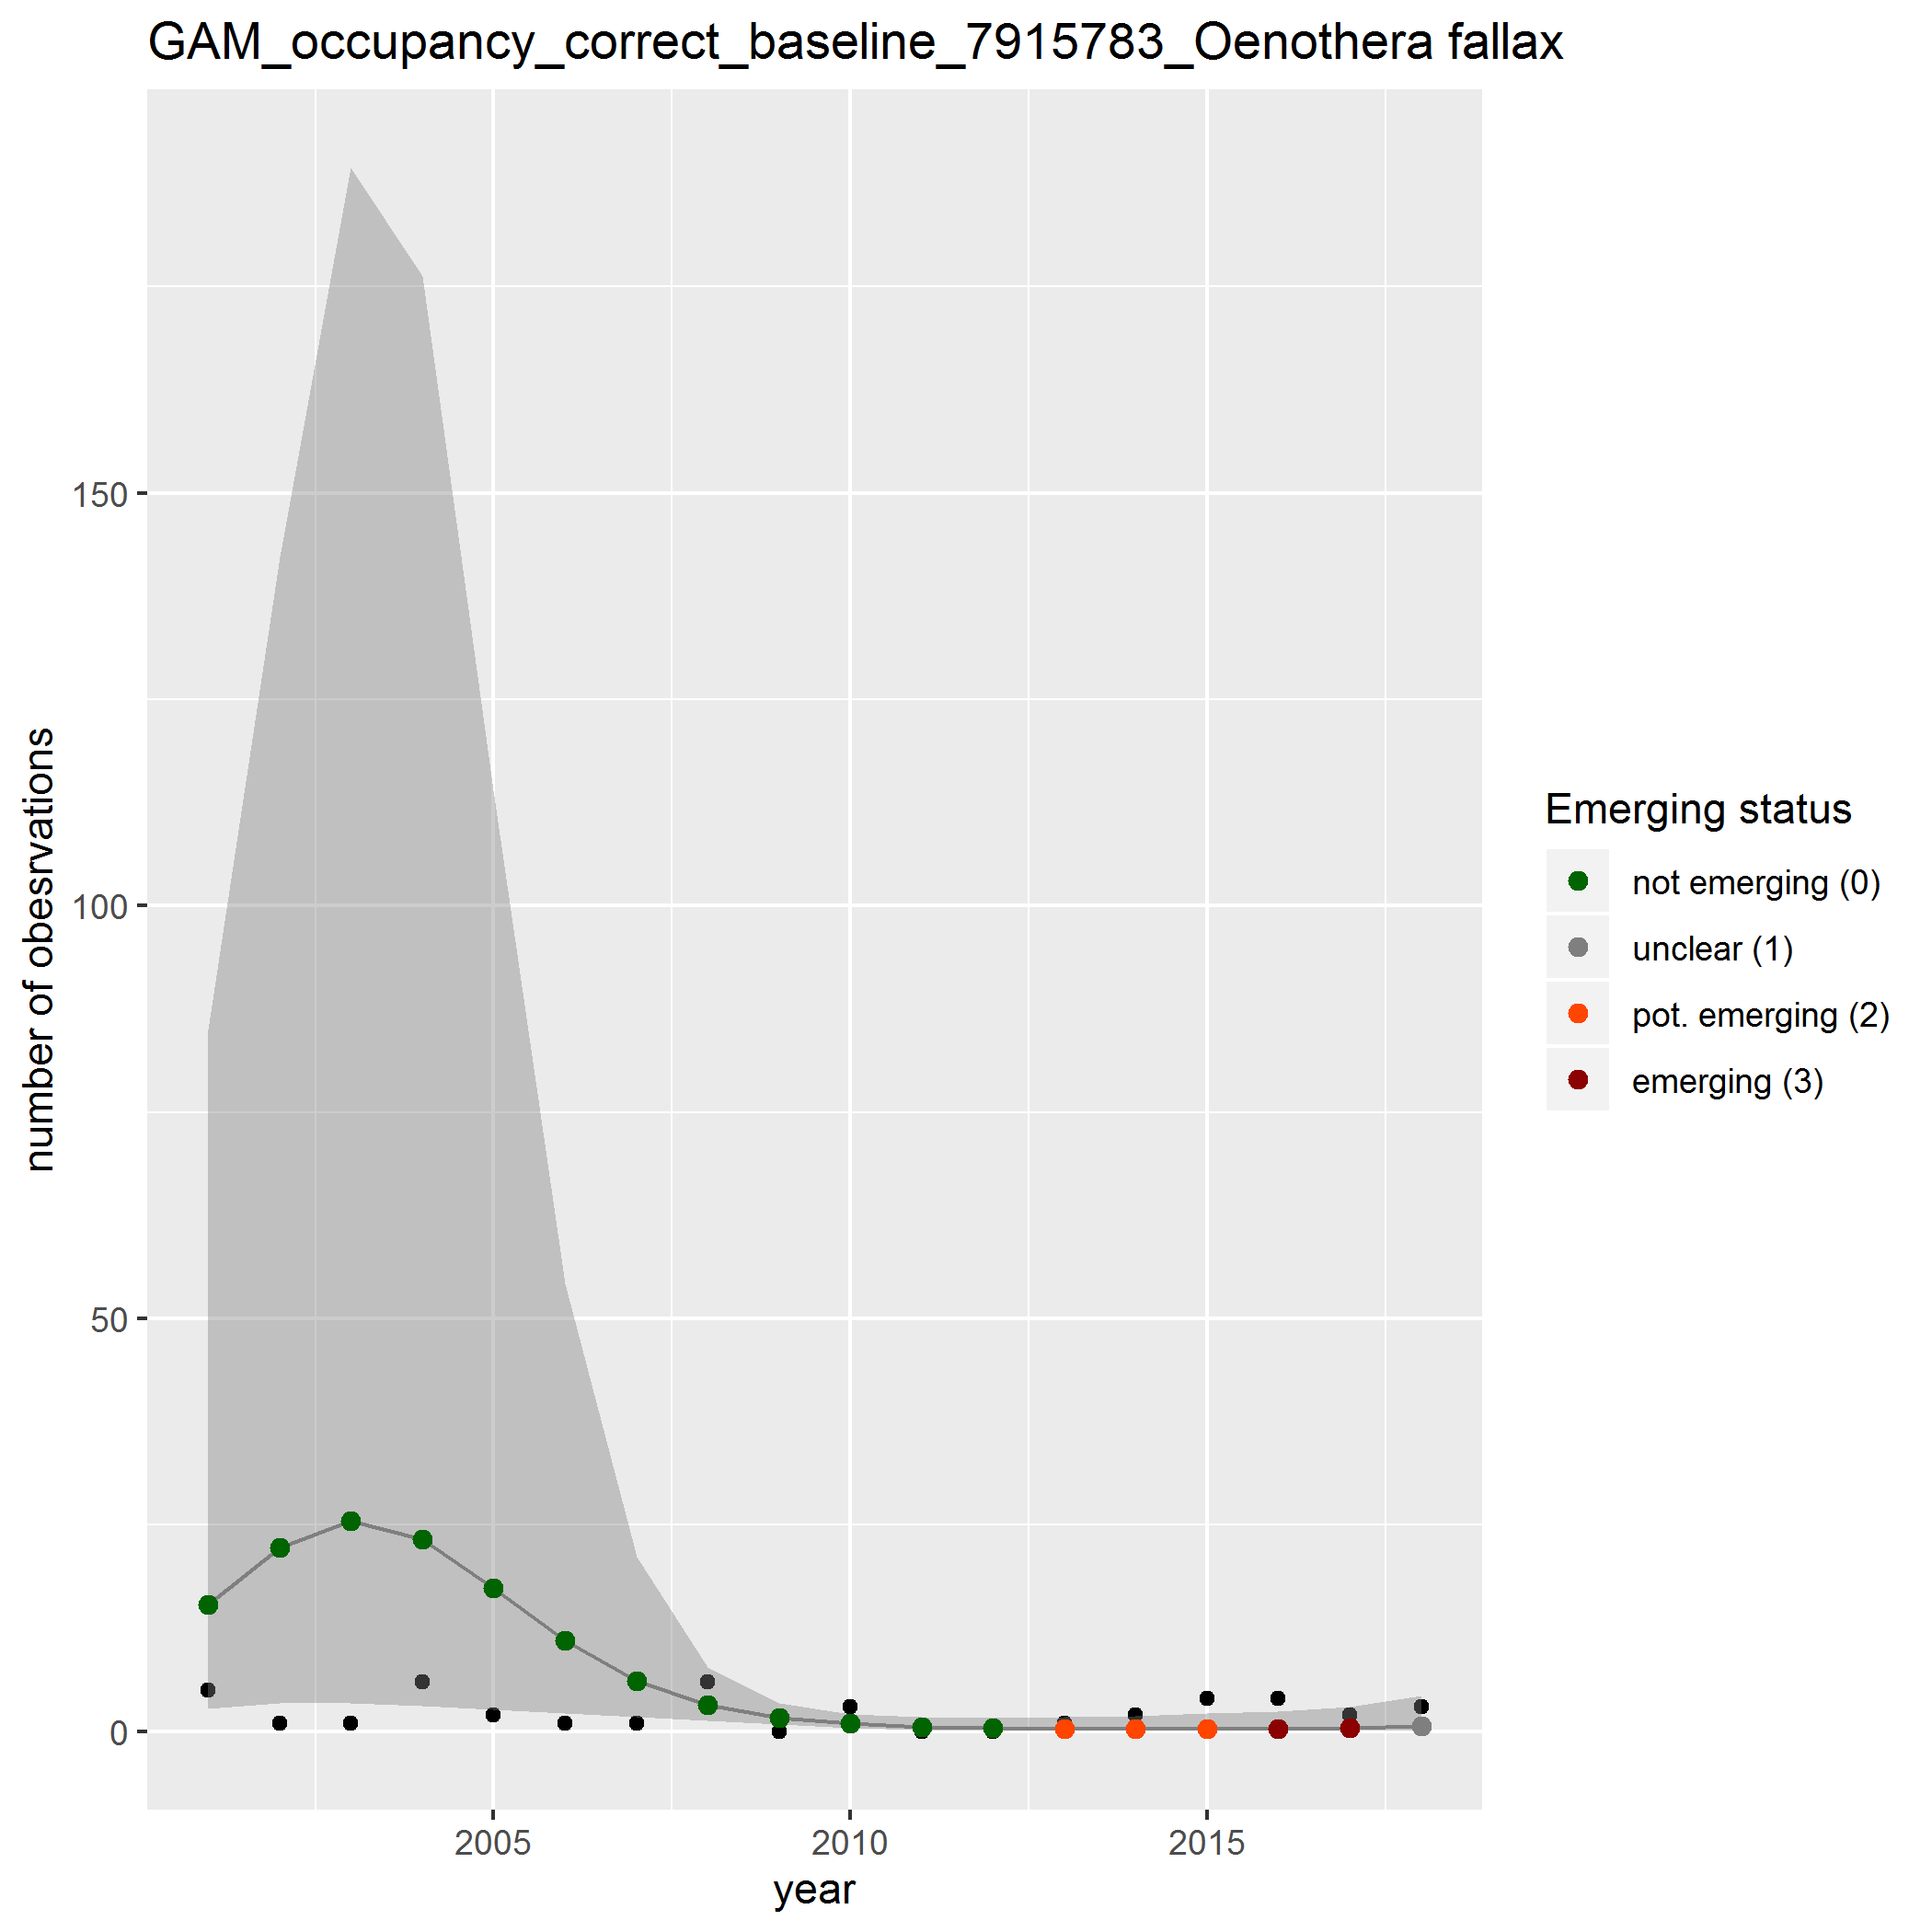 GAM_occupancy_correct_baseline_7915783_Oenothera fallax
number of obesrvations
150
100
50
0
2005
2010
2015
year
Emerging status
not emerging (0)
unclear (1)
pot. emerging (2)
emerging (3)